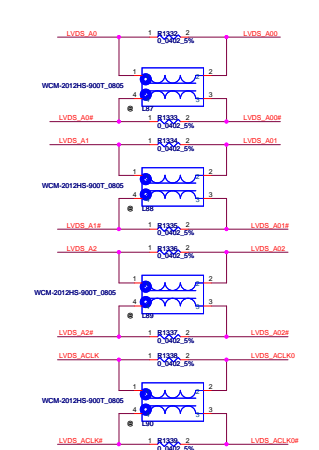 LVDS_A0 1 R1332 2 LVDS_A00
0_0402_5%
1 2
WCM-2012HS-900T_0805
4 3
@ L87
LVDS_A0# 1 R1333 2 LVDS_A00#
0_0402_5%
LVDS_A1 1 R1334 2 LVDS_A01
0_0402_5%
1 2
WCM-2012HS-900T_0805
4 3
@ L88
LVDS_A1# 1 R1335 2 LVDS_A01#
0_0402_5%
LVDS_A2 1 R1336 2 LVDS_A02
0_0402_5%
1 2
WCM-2012HS-900T_0805
4 3
@ L89
LVDS_A2# 1 R1337 2 LVDS_A02#
0_0402_5%
LVDS_ACLK 1 R1338 2 LVDS_ACLK0
0_0402_5%
1 2
WCM-2012HS-900T_0805
4 3
@ L90
LVDS_ACLK# 1 R1339 2 LVDS_ACLK0#
0_0402_5%